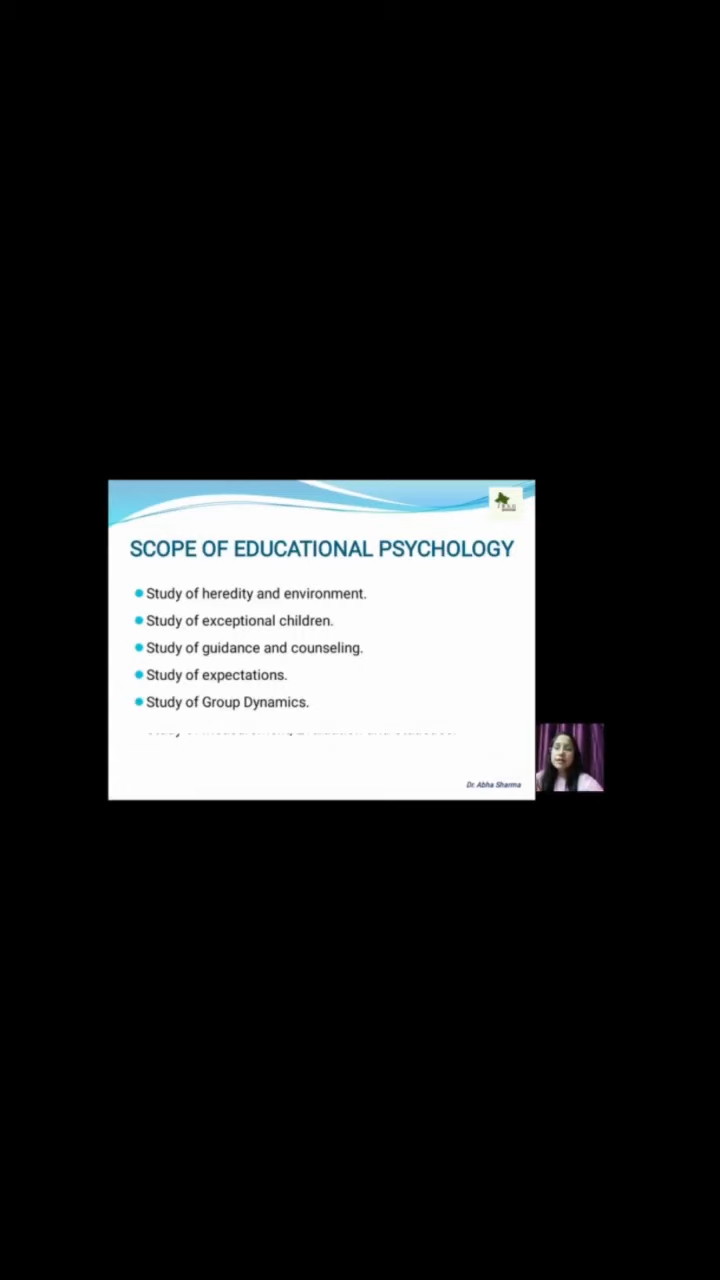 SCOPE OF EDUCATIONAL PSYCHOLOGY
Study of heredity and environment.
Study of exceptional children.
Study of guidance and counseling.
Study of expectations.
Study of Group Dynamics.
Dr. Abha Sharma